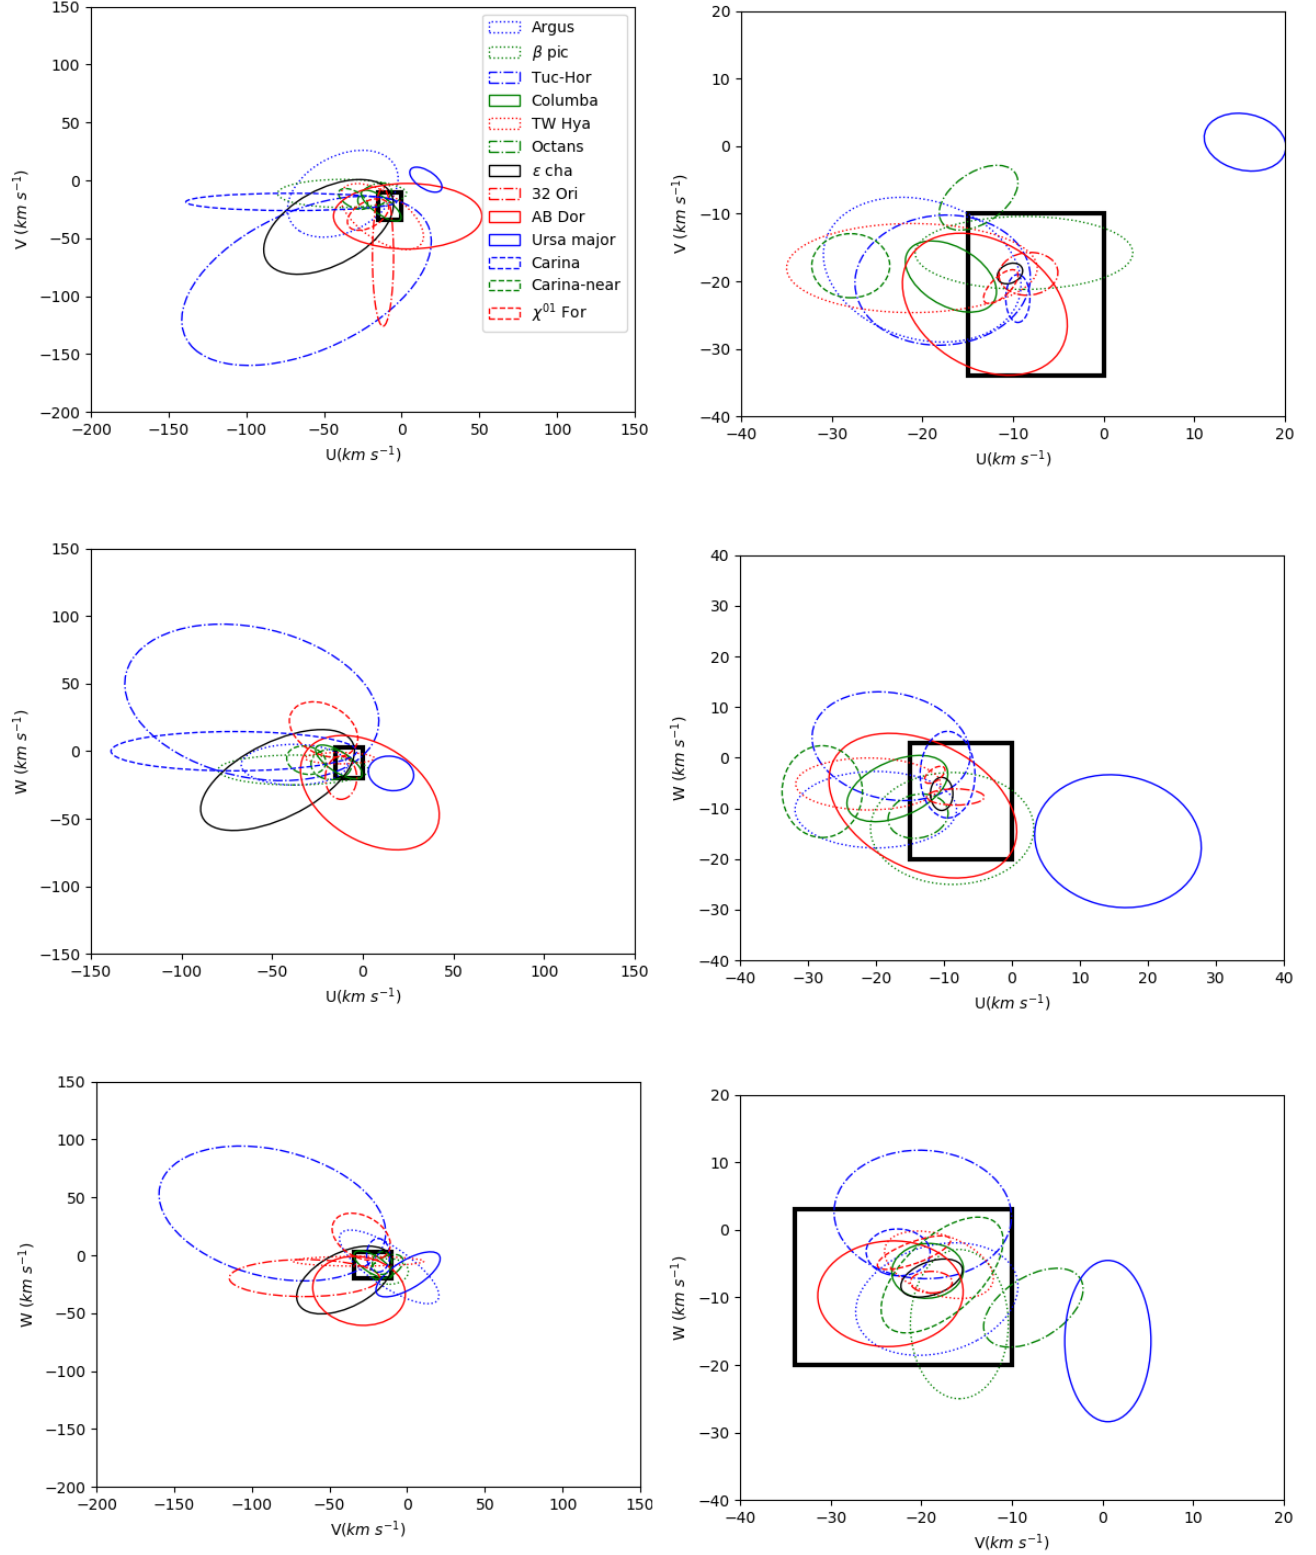 150
100
50
0
−50
−100
−150
−200
V (km s⁻¹)
−200 −150 −100 −50 0 50 100 150
U(km s⁻¹)
Argus
β pic
Tuc-Hor
Columba
TW Hya
Octans
ε cha
32 Ori
AB Dor
Ursa major
Carina
Carina-near
χ⁰¹ For
20
10
0
−10
−20
−30
−40
V (km s⁻¹)
−40 −30 −20 −10 0 10 20
U(km s⁻¹)
150
100
50
0
−50
−100
−150
W (km s⁻¹)
−150 −100 −50 0 50 100 150
U(km s⁻¹)
40
30
20
10
0
−10
−20
−30
−40
W (km s⁻¹)
−40 −30 −20 −10 0 10 20 30 40
U(km s⁻¹)
150
100
50
0
−50
−100
−150
−200
W (km s⁻¹)
−200 −150 −100 −50 0 50 100 150
V(km s⁻¹)
20
10
0
−10
−20
−30
−40
W (km s⁻¹)
−40 −30 −20 −10 0 10 20
V(km s⁻¹)